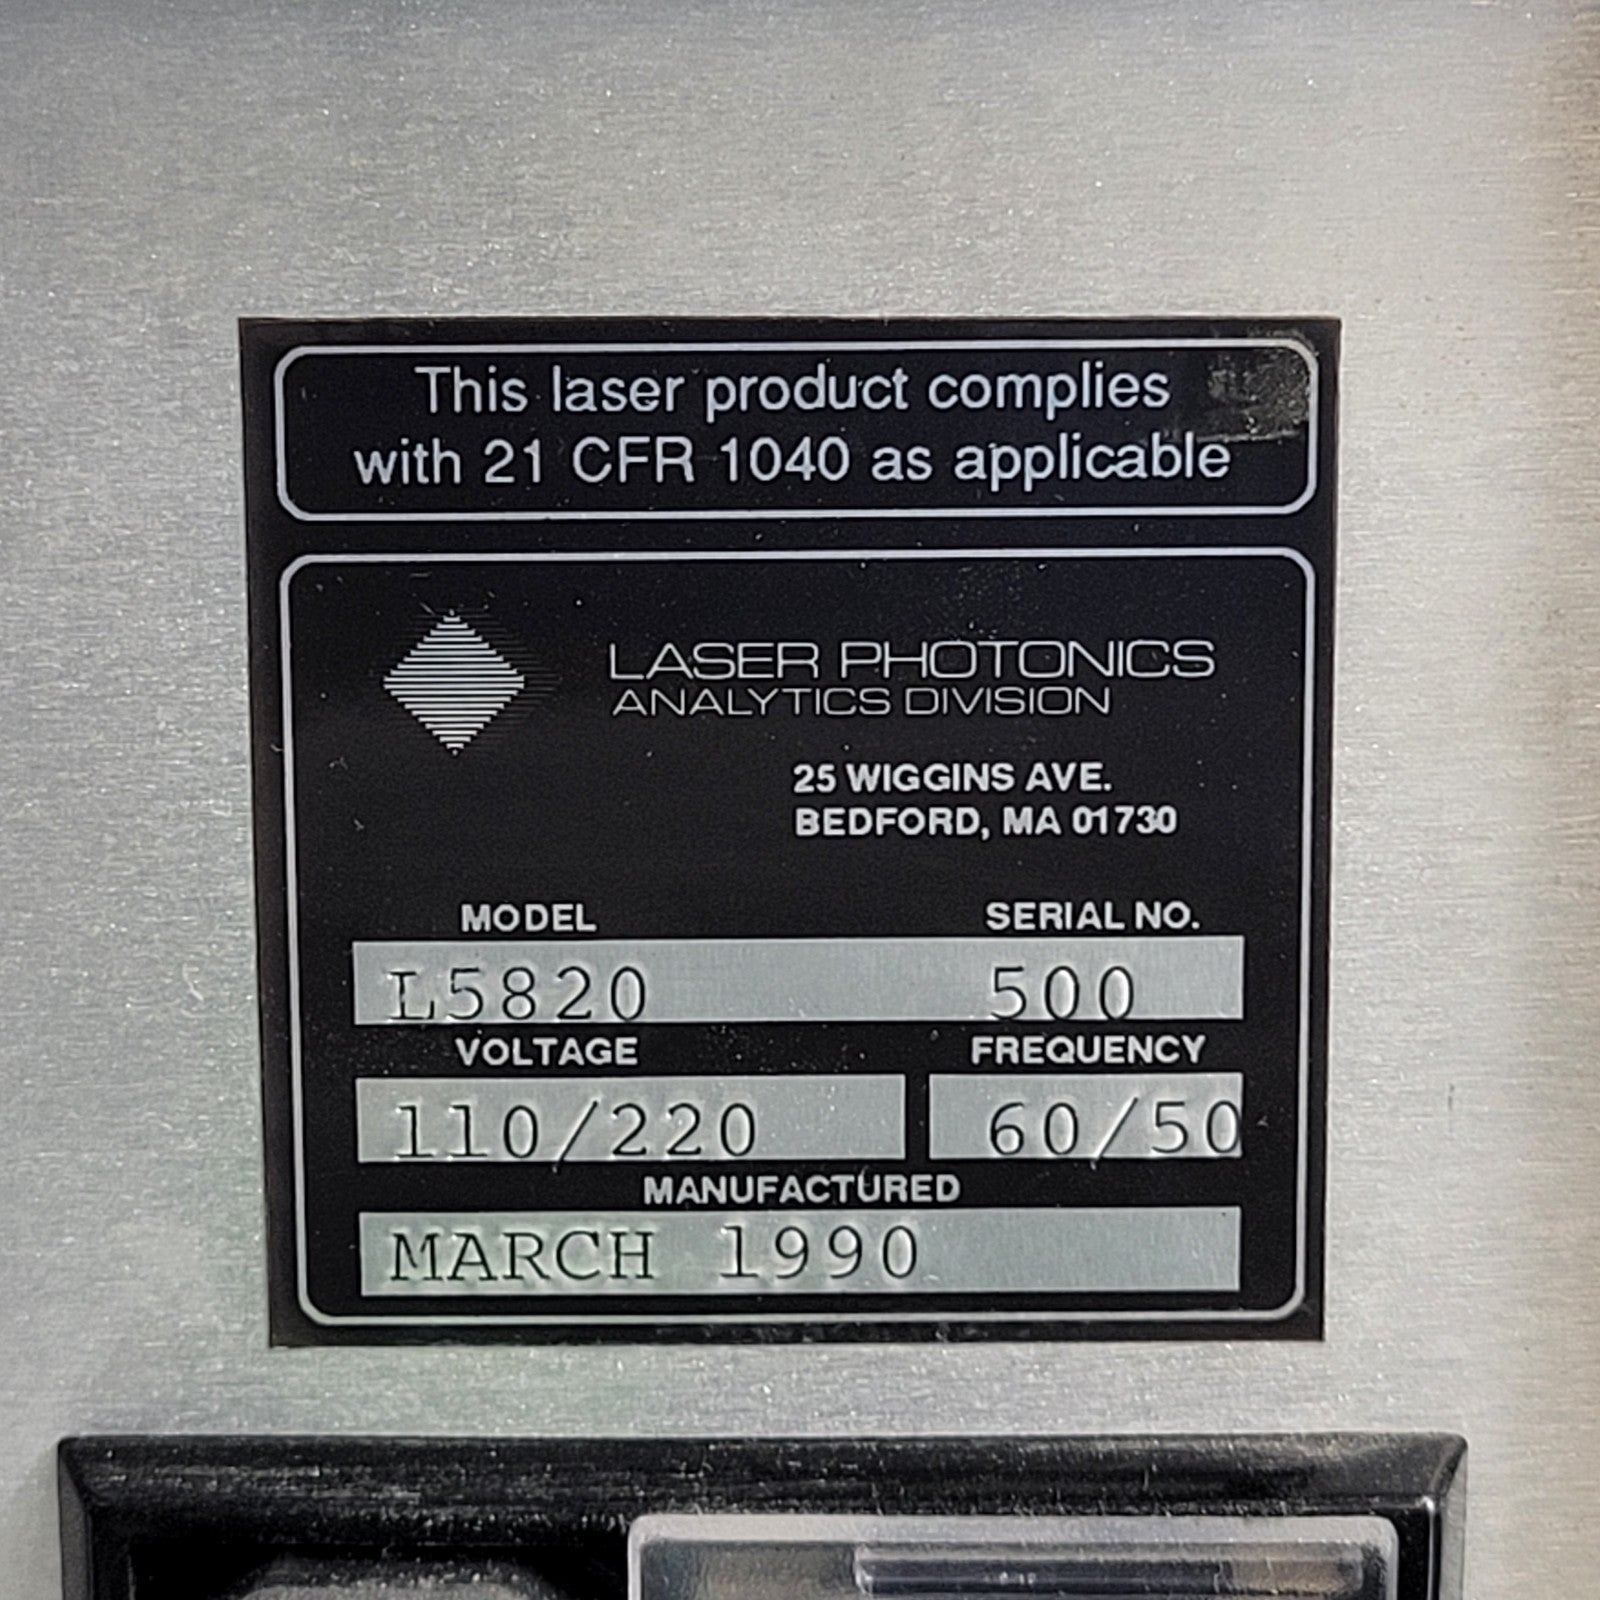 This laser product complies
with 21 CFR 1040 as applicable
LASER PHOTONICS
ANALYTICS DIVISION
25 WIGGINS AVE.
BEDFORD, MA 01730
MODEL SERIAL NO.
L5820 500
VOLTAGE FREQUENCY
110/220 60/50
MANUFACTURED
MARCH 1990